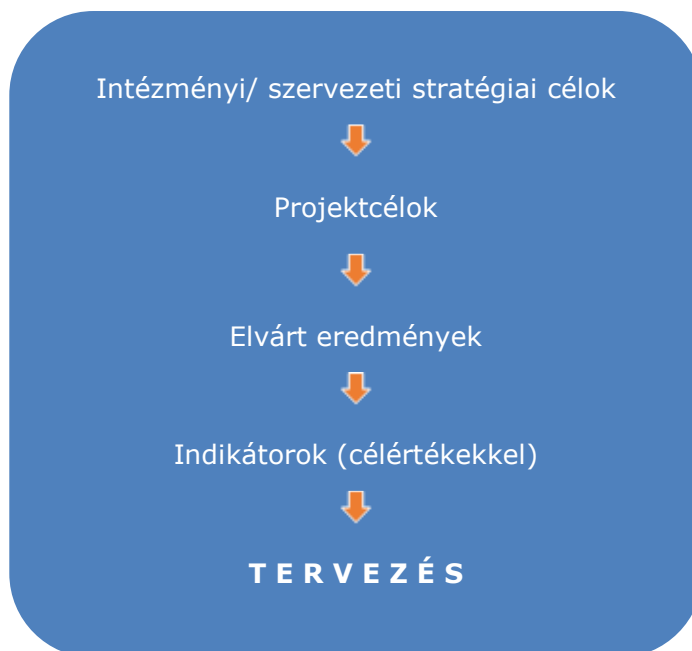 Intézményi/ szervezeti stratégiai célok
Projektcélok
Elvárt eredmények
Indikátorok (célértékekkel)
T E R V E Z É S